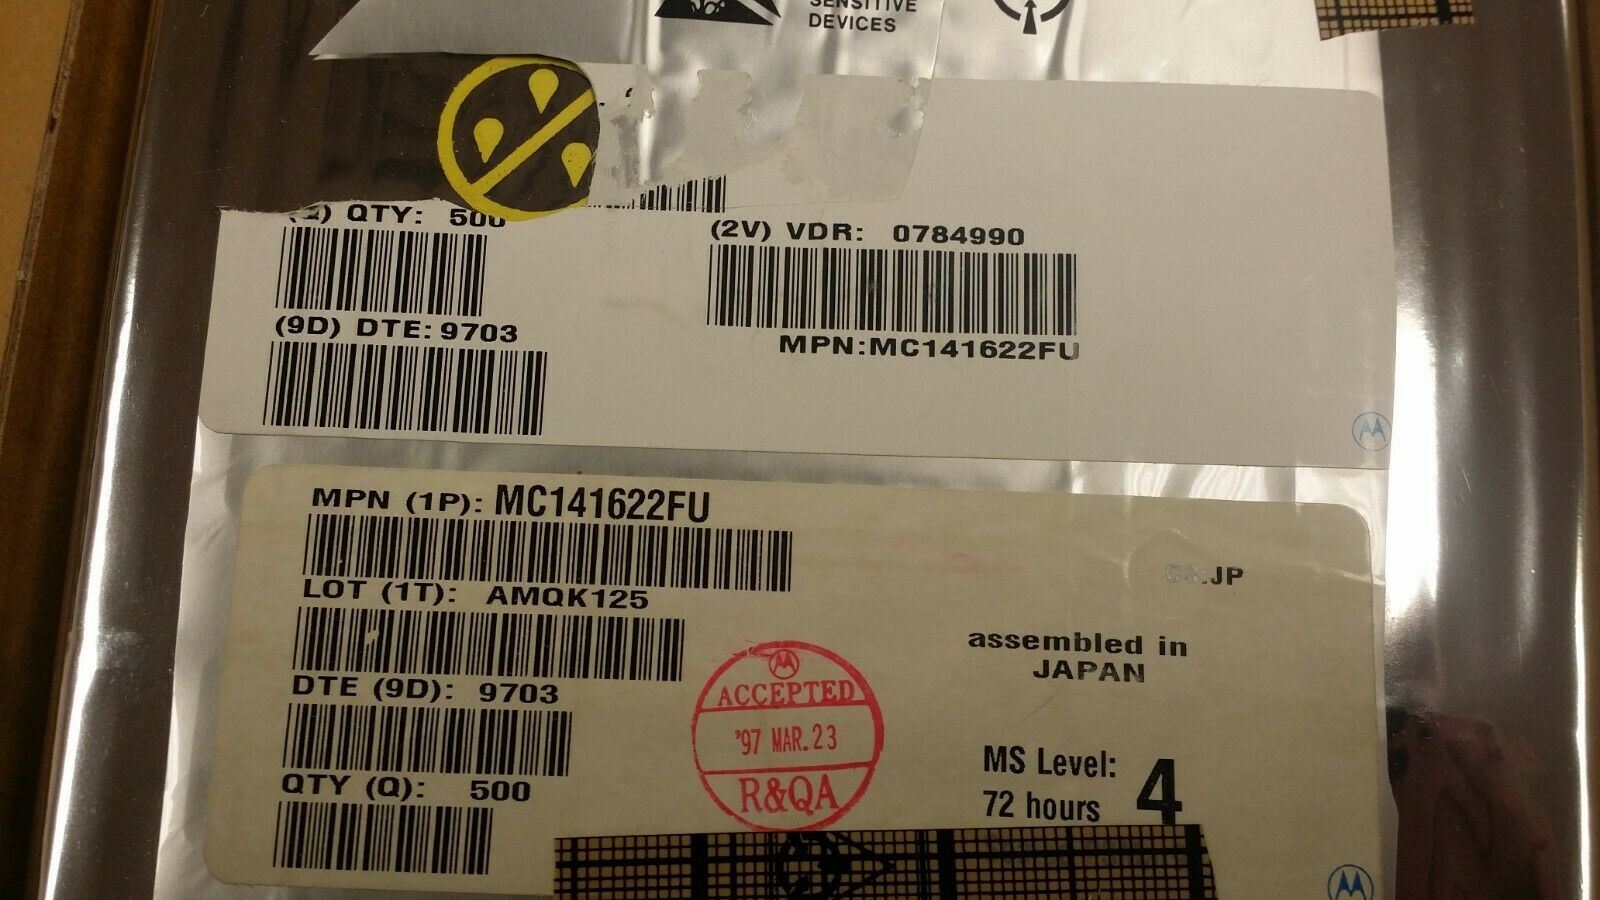 SENSITIVE
DEVICES
(Q) QTY: 500
(2V) VDR: 0784990
(9D) DTE: 9703
MPN:MC141622FU
MPN (1P): MC141622FU
LOT (1T): AMQK125
DTE (9D): 9703
QTY (Q): 500
:JP
assembled in
JAPAN
ACCEPTED
'97 MAR.23
R&QA
MS Level: 4
72 hours